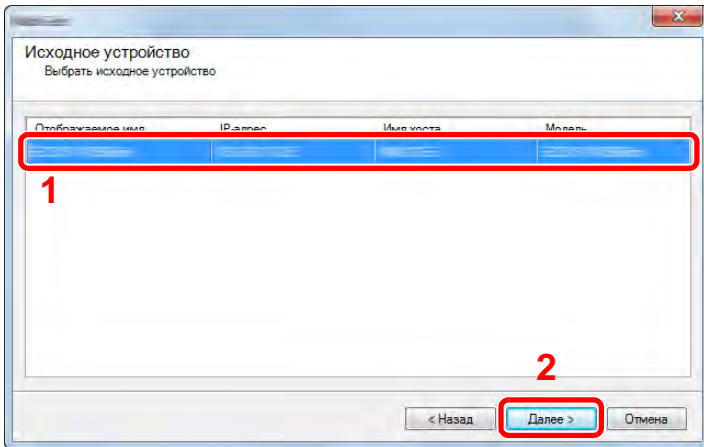 Исходное устройство
Выбрать исходное устройство
Отображаемое имя IP-адрес Имя хоста Модель
1
2
< Назад Далее > Отмена